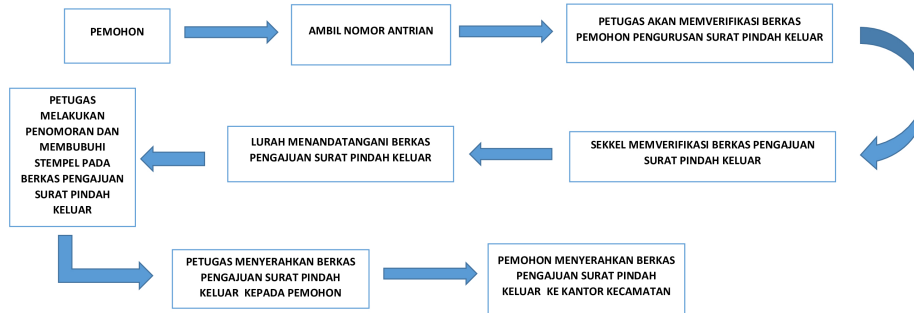 PEMOHON
AMBIL NOMOR ANTRIAN
PETUGAS AKAN MEMVERIFIKASI BERKAS
PEMOHON PENGURUSAN SURAT PINDAH KELUAR
SEKKEL MEMVERIFIKASI BERKAS PENGAJUAN
SURAT PINDAH KELUAR
LURAH MENANDATANGANI BERKAS
PENGAJUAN SURAT PINDAH KELUAR
PETUGAS
MELAKUKAN
PENOMORAN DAN
MEMBUBUHI
STEMPEL PADA
BERKAS PENGAJUAN
SURAT PINDAH
KELUAR
PETUGAS MENYERAHKAN BERKAS
PENGAJUAN SURAT PINDAH
KELUAR KEPADA PEMOHON
PEMOHON MENYERAHKAN BERKAS
PENGAJUAN SURAT PINDAH
KELUAR KE KANTOR KECAMATAN